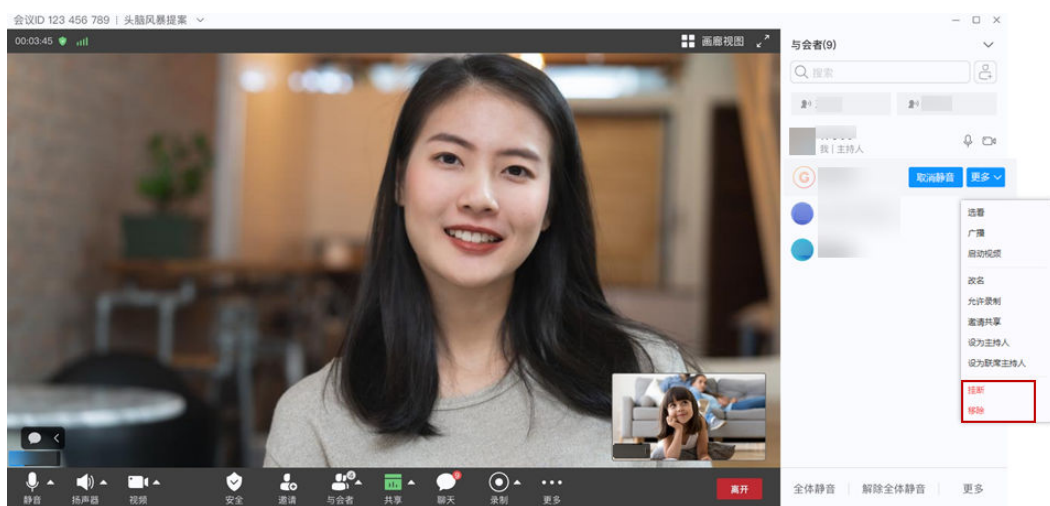 会议ID 123 456 789 | 头脑风暴提案
00:03:45
画廊视图
与会者(9)
搜索
我 | 主持人
取消静音 更多
选看
广播
启动视频
改名
允许录制
邀请共享
设为主持人
设为联席主持人
挂断
移除
静音 扬声器 视频 安全 邀请 与会者 共享 聊天 录制 更多 离开
全体静音 解除全体静音 更多